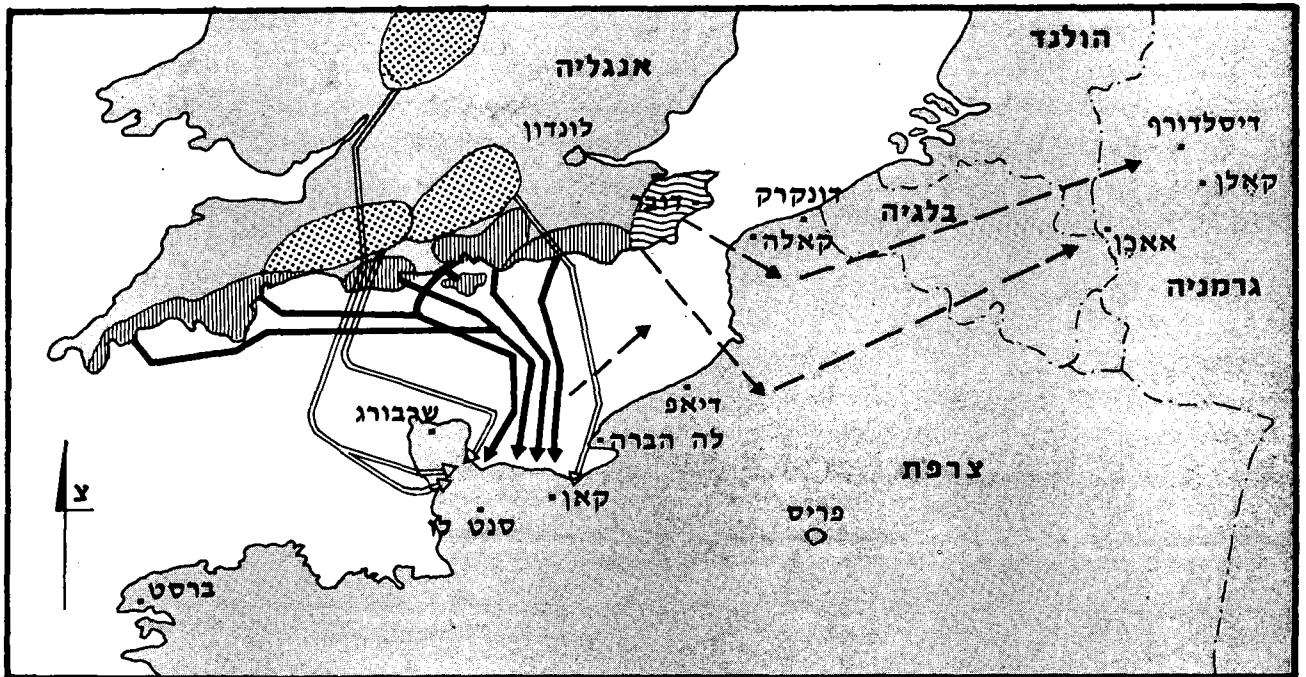 הולנד
אנגליה
לונדון
דיסלדורף
קאלן
דונקרק
דובר
בלגיה
קאלה
אאכן
גרמניה
דיאפ
שרבורג
לה הברה
צרפת
צ
קאן
פריס
סנט לו
ברסט